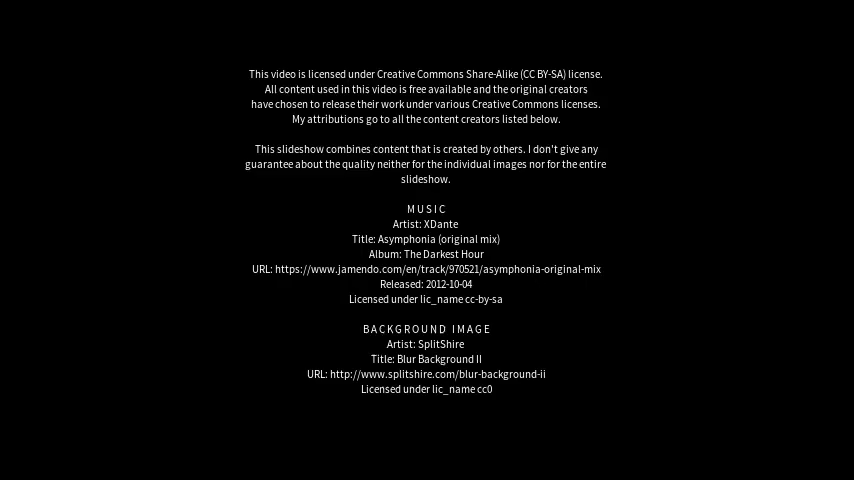 This video is licensed under Creative Commons Share-Alike (CC BY-SA) license.
All content used in this video is free available and the original creators
have chosen to release their work under various Creative Commons licenses.
My attributions go to all the content creators listed below.
This slideshow combines content that is created by others. I don't give any
guarantee about the quality neither for the individual images nor for the entire
slideshow.
MUSIC
Artist: XDante
Title: Asymphonia (original mix)
Album: The Darkest Hour
URL: https://www.jamendo.com/en/track/970521/asymphonia-original-mix
Released: 2012-10-04
Licensed under lic_name cc-by-sa
BACKGROUND IMAGE
Artist: SplitShire
Title: Blur Background II
URL: http://www.splitshire.com/blur-background-ii
Licensed under lic_name cc0